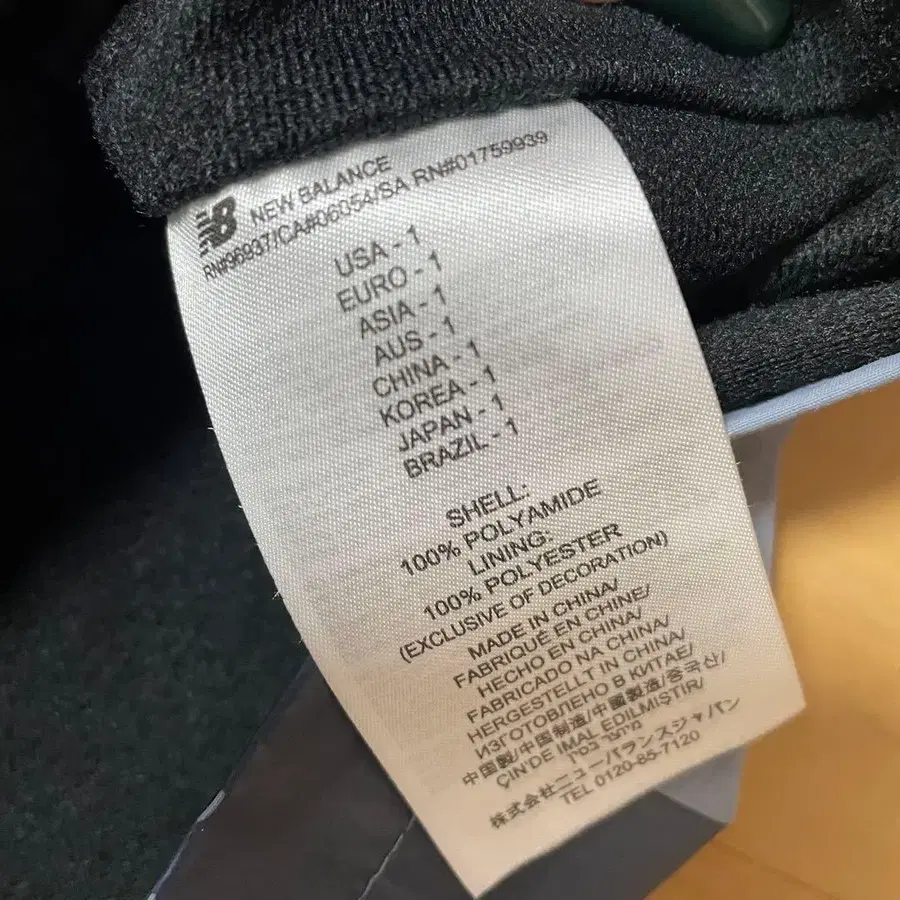 NB NEW BALANCE
RN#96937/CA#06054/SA RN#01759939
USA - 1
EURO - 1
ASIA - 1
AUS - 1
CHINA - 1
KOREA - 1
JAPAN - 1
BRAZIL - 1
SHELL:
100% POLYAMIDE
LINING:
100% POLYESTER
(EXCLUSIVE OF DECORATION)
MADE IN CHINA/
FABRIQUÉ EN CHINE/
HECHO EN CHINA/
FABRICADO NA CHINA/
HERGESTELLT IN CHINA/
ИЗГОТОВЛЕНО В КИТАЕ/
中国製/中国制造/中國製造/중국산/
ÇIN'DE IMAL EDILMIŞTIR/
מיוצר בסין
株式会社ニューバランスジャパン
TEL 0120-85-7120